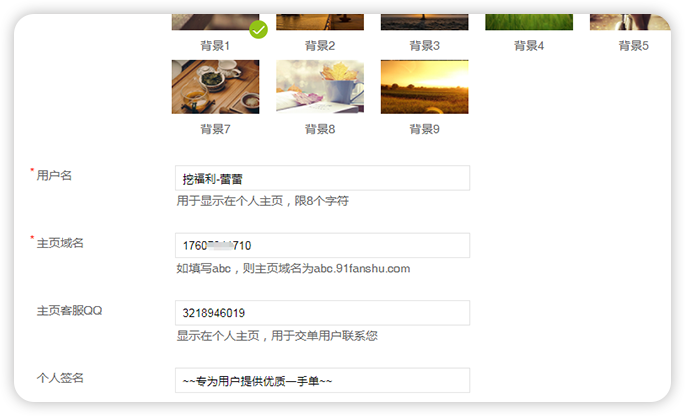 背景1 背景2 背景3 背景4 背景5
背景7 背景8 背景9
* 用户名 挖福利-蕾蕾
用于显示在个人主页，限8个字符
* 主页域名 1760 710
如填写abc，则主页域名为abc.91fanshu.com
主页客服QQ 3218946019
显示在个人主页，用于交单用户联系您
个人签名 ~~专为用户提供优质一手单~~